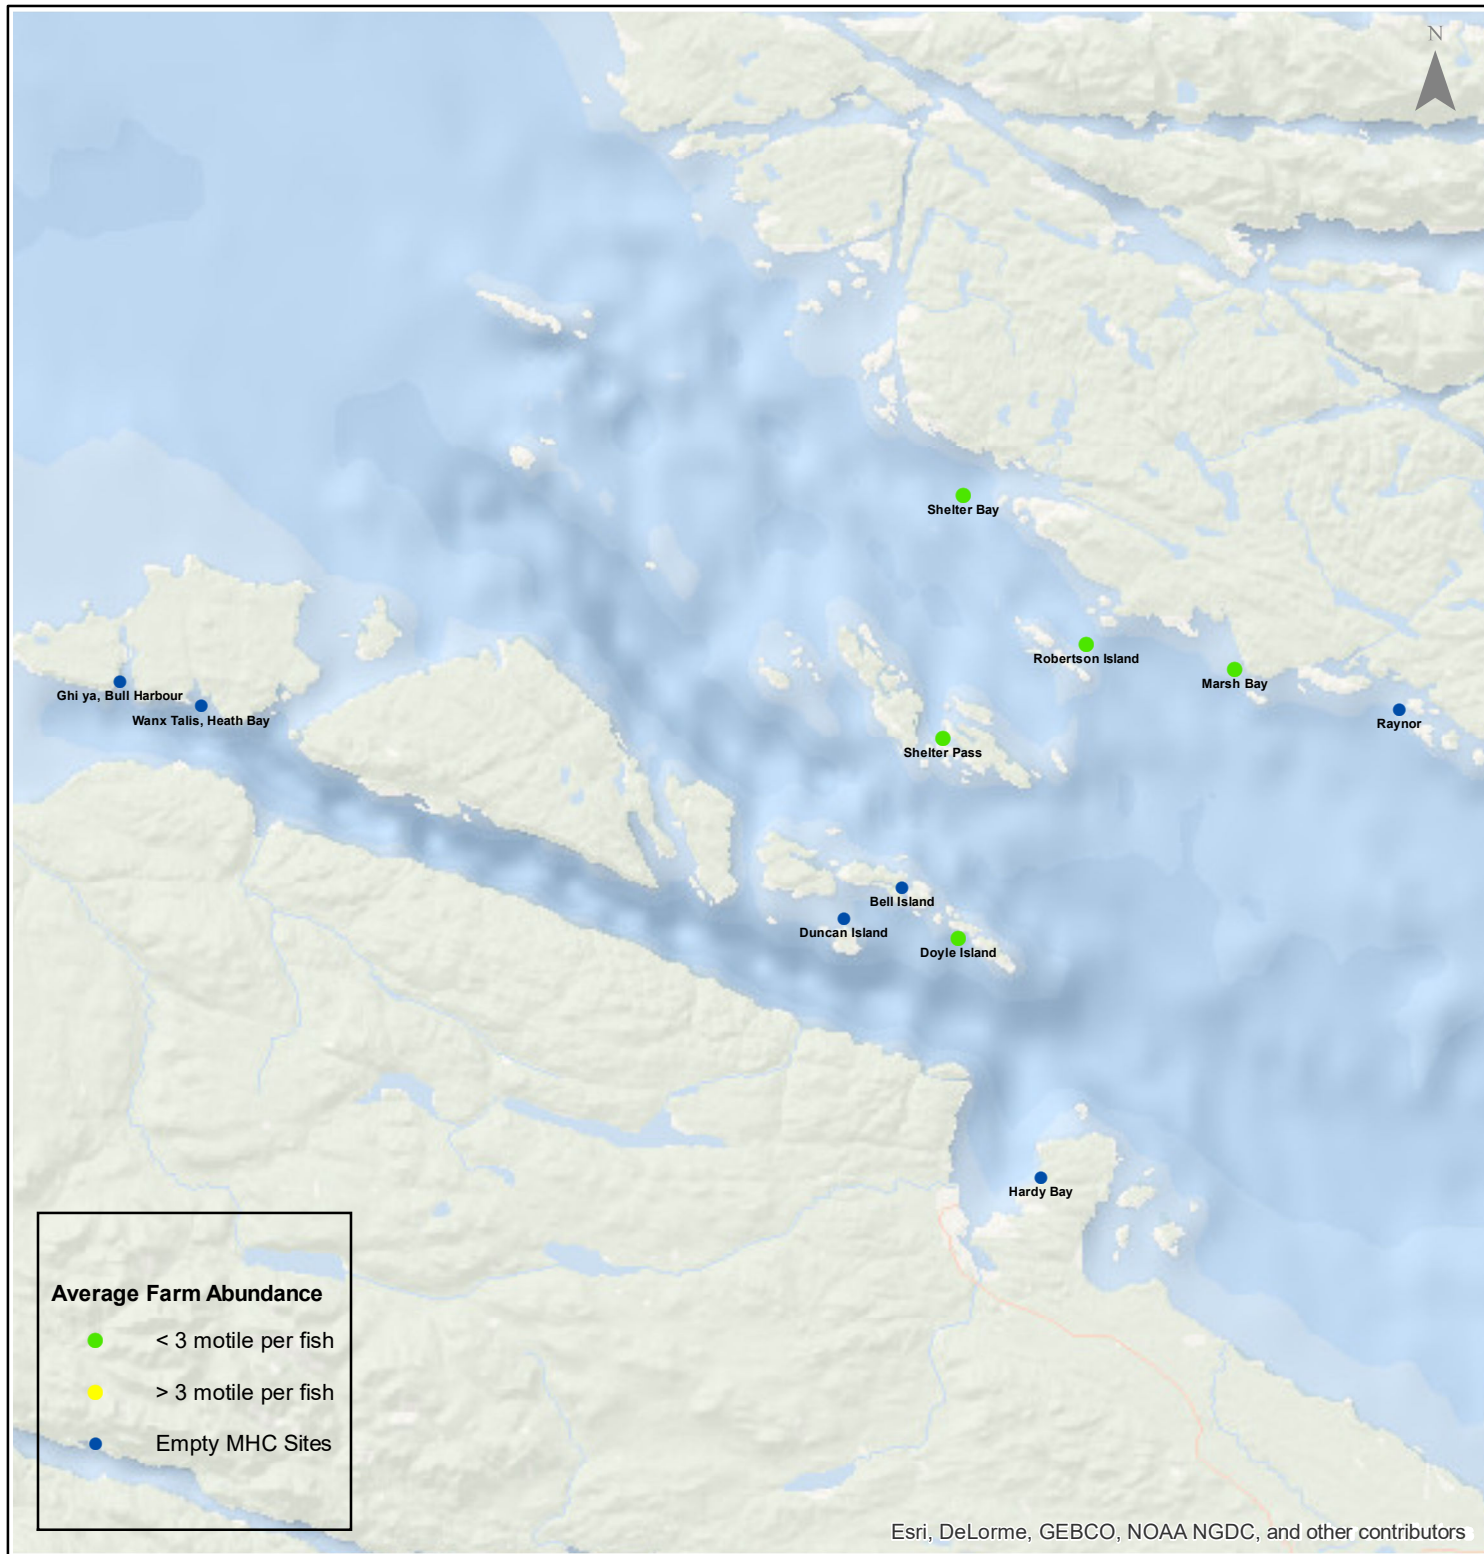 N
Shelter Bay
Robertson Island
Marsh Bay
Ghi ya, Bull Harbour
Wanx Talis, Heath Bay
Raynor
Shelter Pass
Bell Island
Duncan Island
Doyle Island
Hardy Bay
Average Farm Abundance
< 3 motile per fish
> 3 motile per fish
Empty MHC Sites
Esri, DeLorme, GEBCO, NOAA NGDC, and other contributors